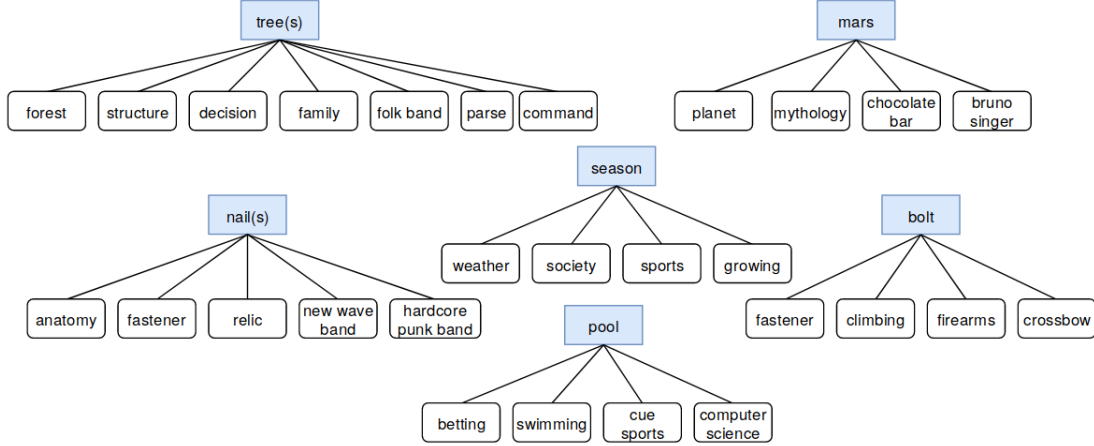 tree(s)
forest
structure
decision
family
folk band
parse
command
mars
planet
mythology
chocolate
bar
bruno
singer
season
weather
society
sports
growing
nail(s)
anatomy
fastener
relic
new wave
band
hardcore
punk band
bolt
fastener
climbing
firearms
crossbow
pool
betting
swimming
cue
sports
computer
science